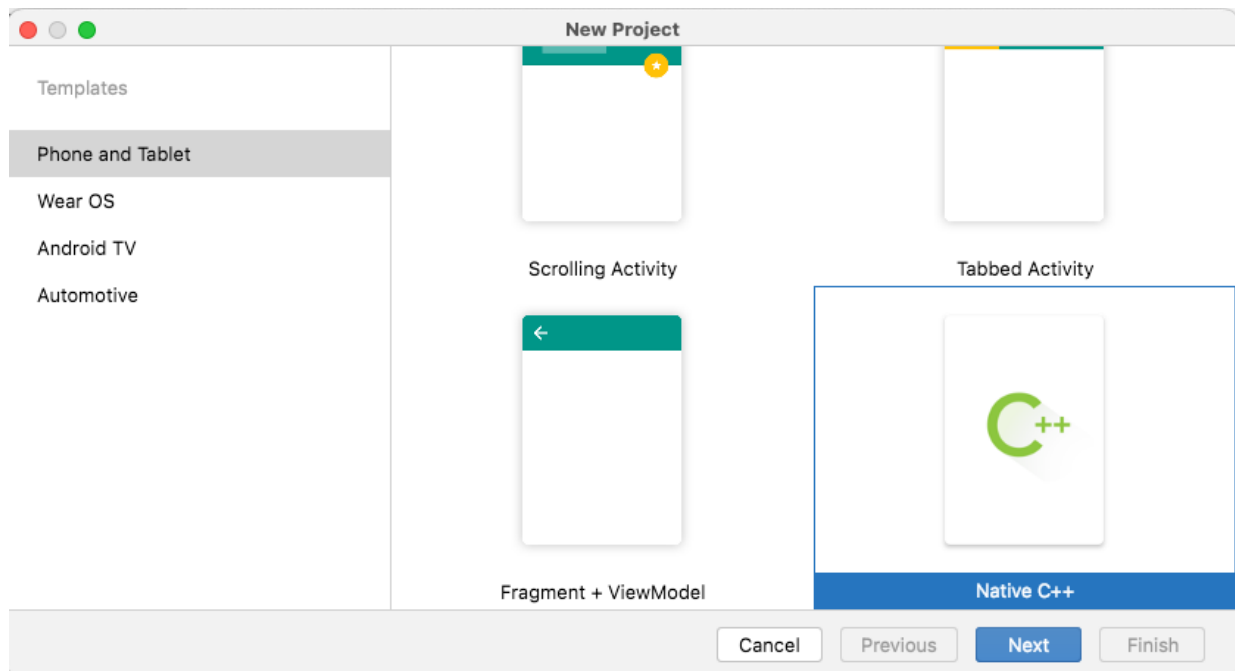 New Project
Templates
Phone and Tablet
Wear OS
Android TV
Automotive
Scrolling Activity
Tabbed Activity
C++
Fragment + ViewModel
Native C++
Cancel
Previous
Next
Finish